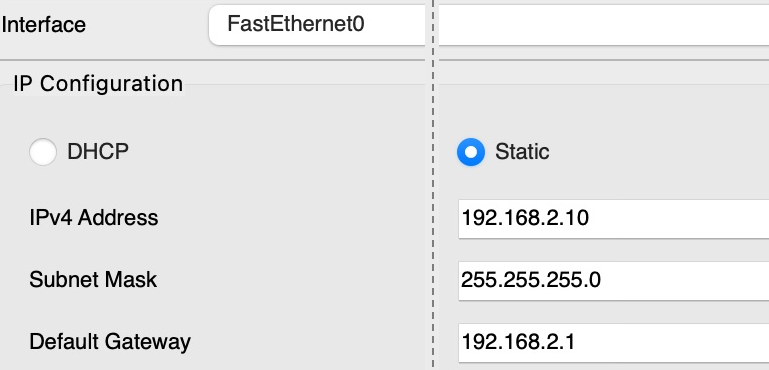 Interface FastEthernet0
IP Configuration
DHCP Static
IPv4 Address 192.168.2.10
Subnet Mask 255.255.255.0
Default Gateway 192.168.2.1